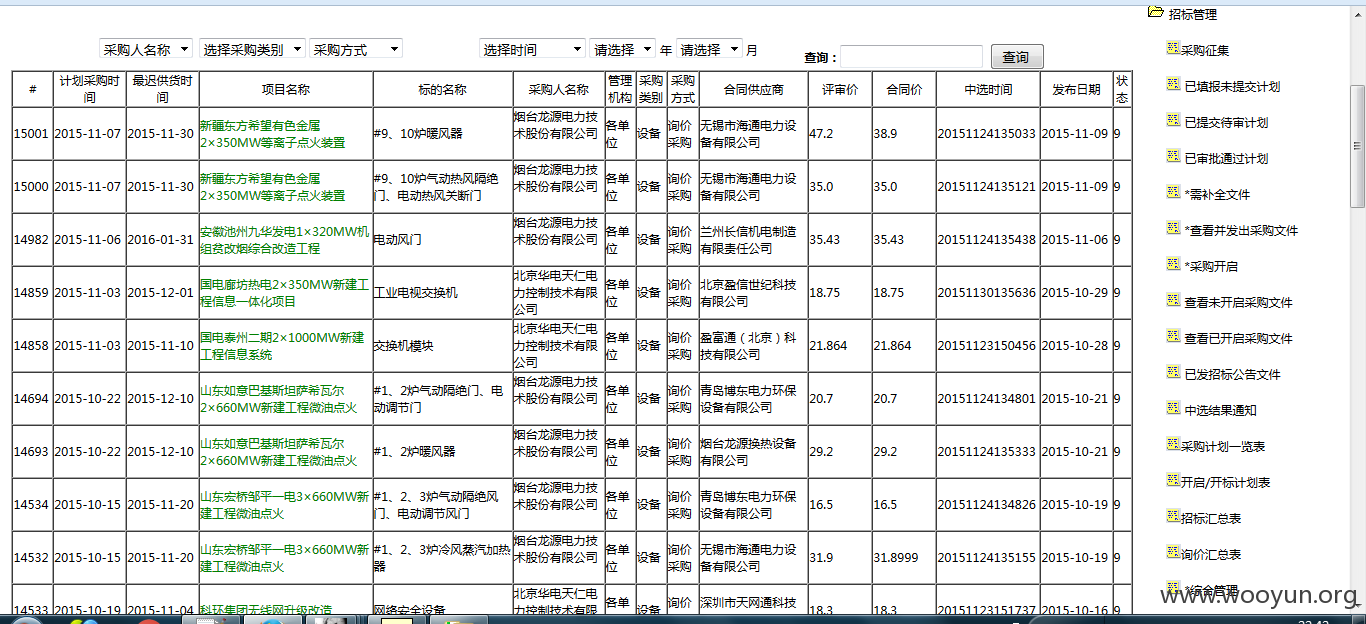 招标管理
采购人名称 选择采购类别 采购方式 选择时间 请选择 年 请选择 月 查询： 查询
采购征集
已填报未提交计划
已提交待审计划
已审批通过计划
*需补全文件
*查看并发出采购文件
*采购开启
查看未开启采购文件
查看已开启采购文件
已发招标公告文件
中选结果通知
采购计划一览表
开启/开标计划表
招标汇总表
询价汇总表
*综合管理
# 计划采购时间 最迟供货时间 项目名称 标的名称 采购人名称 管理机构 采购类别 采购方式 合同供应商 评审价 合同价 中选时间 发布日期 状态
15001 2015-11-07 2015-11-30 新疆东方希望有色金属2×350MW等离子点火装置 #9、10炉暖风器 烟台龙源电力技术股份有限公司 各单位 设备 询价采购 无锡市海通电力设备有限公司 47.2 38.9 20151124135033 2015-11-09 9
15000 2015-11-07 2015-11-30 新疆东方希望有色金属2×350MW等离子点火装置 #9、10炉气动热风隔绝门、电动热风关断门 烟台龙源电力技术股份有限公司 各单位 设备 询价采购 无锡市海通电力设备有限公司 35.0 35.0 20151124135121 2015-11-09 9
14982 2015-11-06 2016-01-31 安徽池州九华发电1×320MW机组贫改烟综合改造工程 电动风门 烟台龙源电力技术股份有限公司 各单位 设备 询价采购 兰州长信机电制造有限责任公司 35.43 35.43 20151124135438 2015-11-06 9
14859 2015-11-03 2015-12-01 国电廊坊热电2×350MW新建工程信息一体化项目 工业电视交换机 北京华电天仁电力控制技术有限公司 各单位 设备 询价采购 北京盈信世纪科技有限公司 18.75 18.75 20151130135636 2015-10-29 9
14858 2015-11-03 2015-11-10 国电泰州二期2×1000MW新建工程信息系统 交换机模块 北京华电天仁电力控制技术有限公司 各单位 设备 询价采购 盈富通（北京）科技有限公司 21.864 21.864 20151123150456 2015-10-28 9
14694 2015-10-22 2015-12-10 山东如意巴基斯坦萨希瓦尔2×660MW新建工程微油点火 #1、2炉气动隔绝门、电动调节门 烟台龙源电力技术股份有限公司 各单位 设备 询价采购 青岛博东电力环保设备有限公司 20.7 20.7 20151124134801 2015-10-21 9
14693 2015-10-22 2015-12-10 山东如意巴基斯坦萨希瓦尔2×660MW新建工程微油点火 #1、2炉暖风器 烟台龙源电力技术股份有限公司 各单位 设备 询价采购 烟台龙源换热设备有限公司 29.2 29.2 20151124135333 2015-10-21 9
14534 2015-10-15 2015-11-20 山东宏桥邹平一电3×660MW新建工程微油点火 #1、2、3炉气动隔绝风门、电动调节风门 烟台龙源电力技术股份有限公司 各单位 设备 询价采购 青岛博东电力环保设备有限公司 16.5 16.5 20151124134826 2015-10-19 9
14532 2015-10-15 2015-11-20 山东宏桥邹平一电3×660MW新建工程微油点火 #1、2、3炉冷风蒸汽加热器 烟台龙源电力技术股份有限公司 各单位 设备 询价采购 无锡市海通电力设备有限公司 31.9 31.8999 20151124135155 2015-10-19 9
14533 2015-10-19 2015-11-04 科环集团无线网升级改造 网络安全设备 北京华电天仁电力控制技术有限 各单 设备 询价 深圳市天网通科技 18.3 18.3 20151123151737 2015-10-16 9
www.wooyun.org